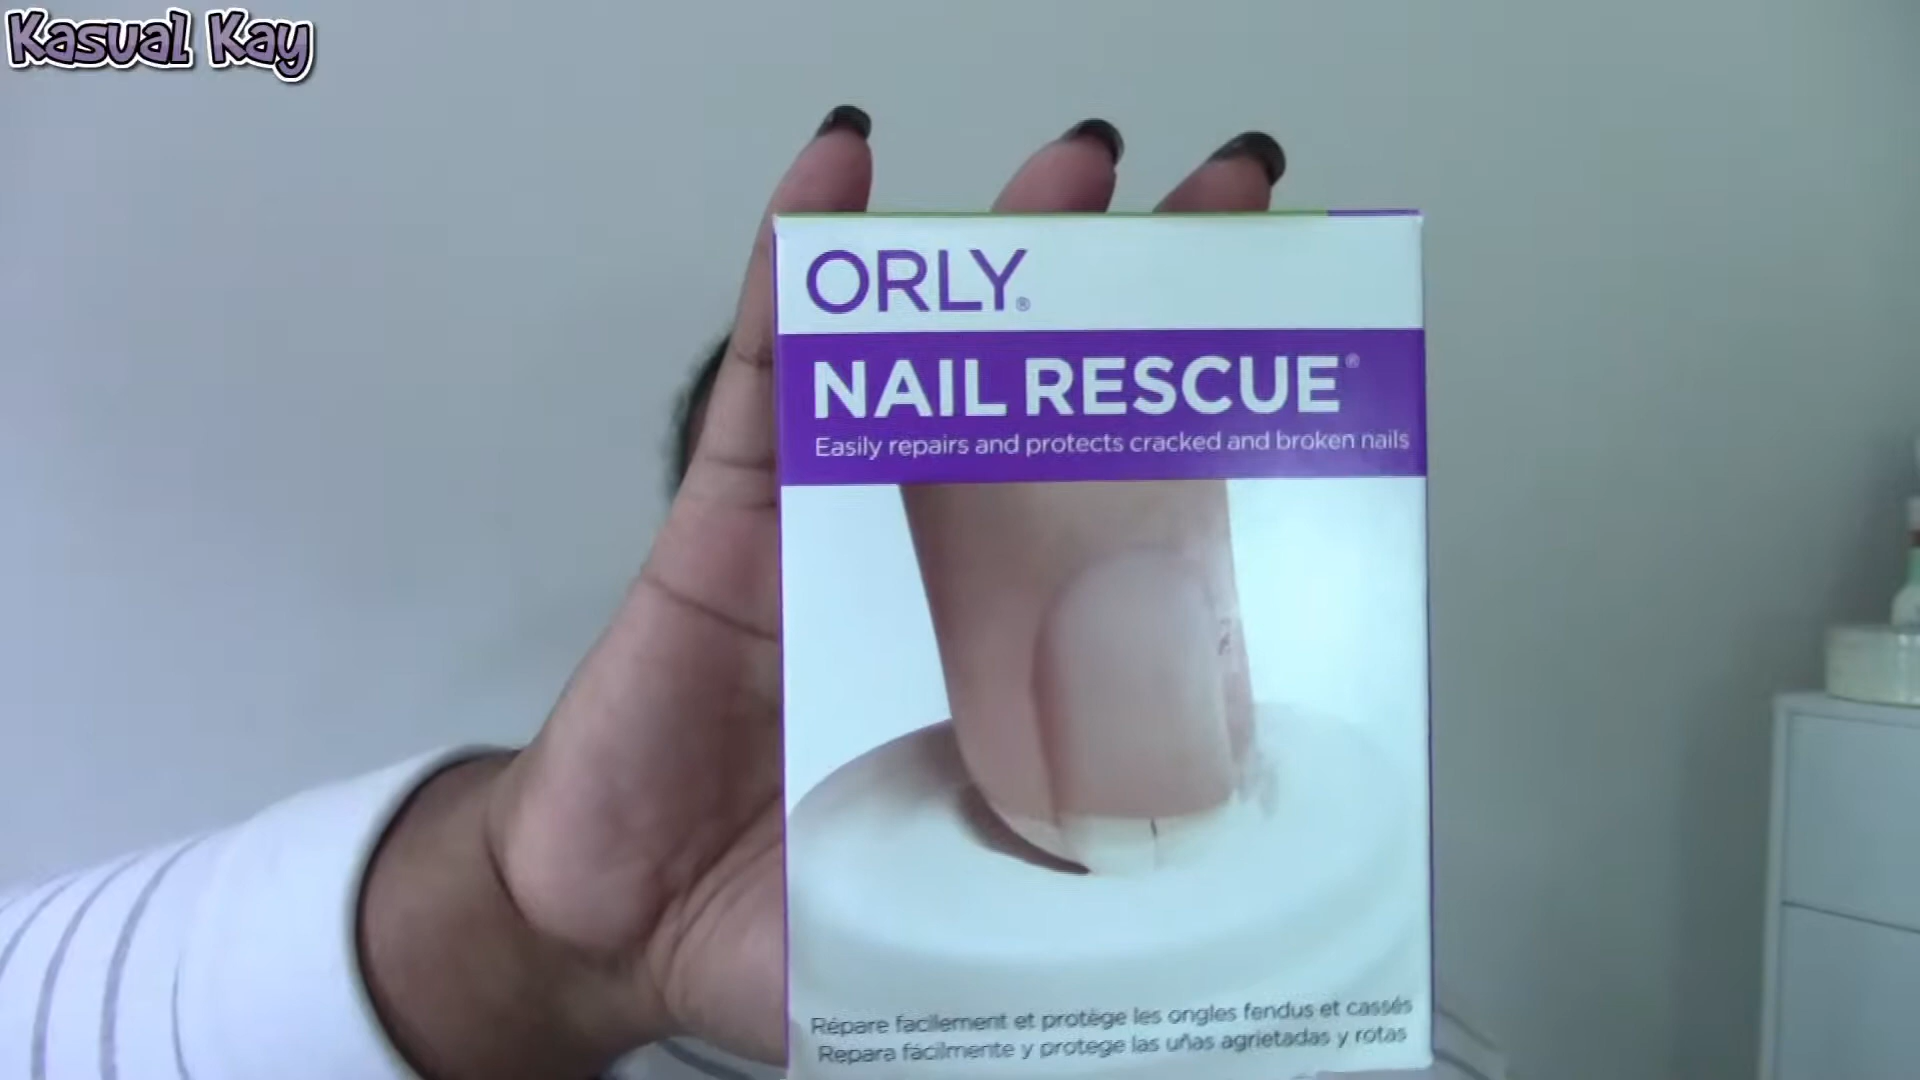 Kasual Kay
ORLY®
NAIL RESCUE®
Easily repairs and protects cracked and broken nails
Répare facilement et protège les ongles fendus et cassés
Repara fácilmente y protege las uñas agrietadas y rotas